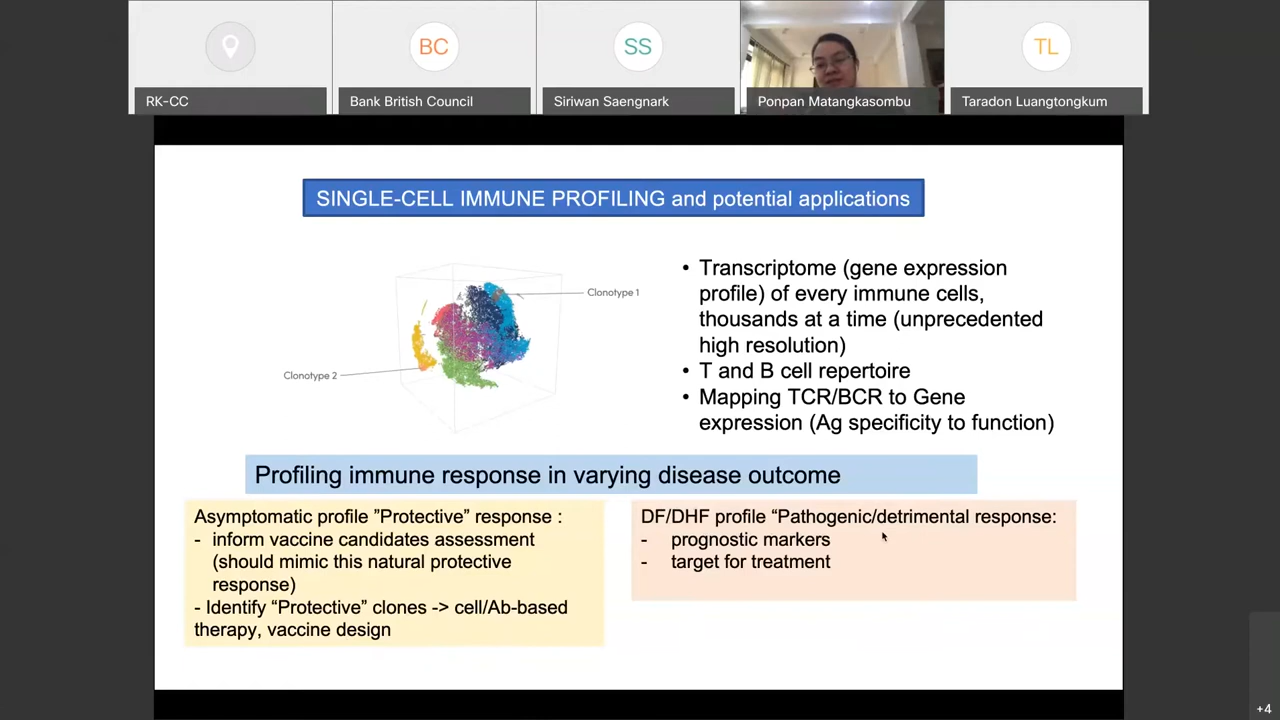 BC
SS
TL
RK-CC
Bank British Council
Siriwan Saengnark
Ponpan Matangkasombu
Taradon Luangtongkum
SINGLE-CELL IMMUNE PROFILING and potential applications
Clonotype 1
Clonotype 2
• Transcriptome (gene expression
profile) of every immune cells,
thousands at a time (unprecedented
high resolution)
• T and B cell repertoire
• Mapping TCR/BCR to Gene
expression (Ag specificity to function)
Profiling immune response in varying disease outcome
Asymptomatic profile ”Protective” response :
- inform vaccine candidates assessment
(should mimic this natural protective
response)
- Identify “Protective” clones -> cell/Ab-based
therapy, vaccine design
DF/DHF profile “Pathogenic/detrimental response:
- prognostic markers
- target for treatment
+4